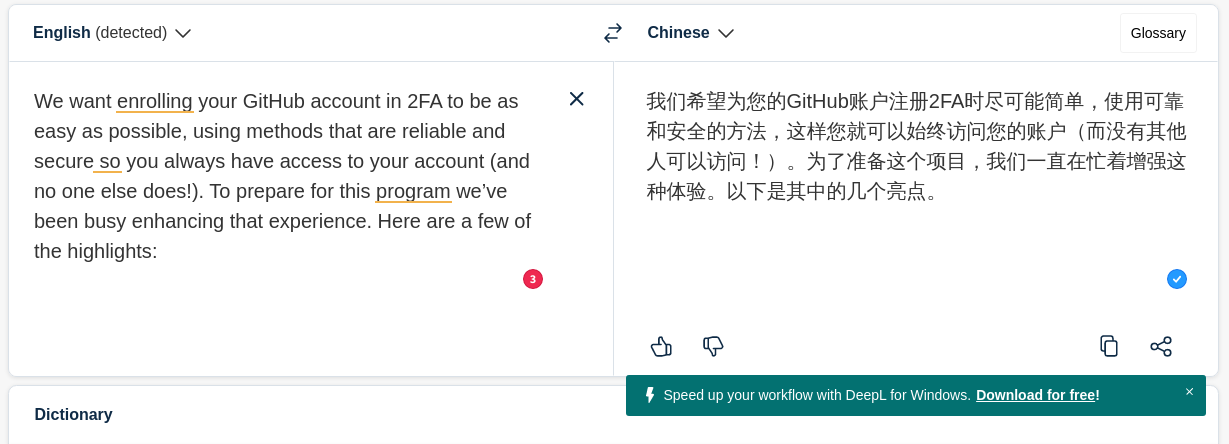 English (detected)
Chinese
Glossary
We want enrolling your GitHub account in 2FA to be as
easy as possible, using methods that are reliable and
secure so you always have access to your account (and
no one else does!). To prepare for this program we’ve
been busy enhancing that experience. Here are a few of
the highlights:
3
我们希望为您的GitHub账户注册2FA时尽可能简单，使用可靠
和安全的方法，这样您就可以始终访问您的账户（而没有其他
人可以访问！）。为了准备这个项目，我们一直在忙着增强这
种体验。以下是其中的几个亮点。
Speed up your workflow with DeepL for Windows. Download for free!
Dictionary